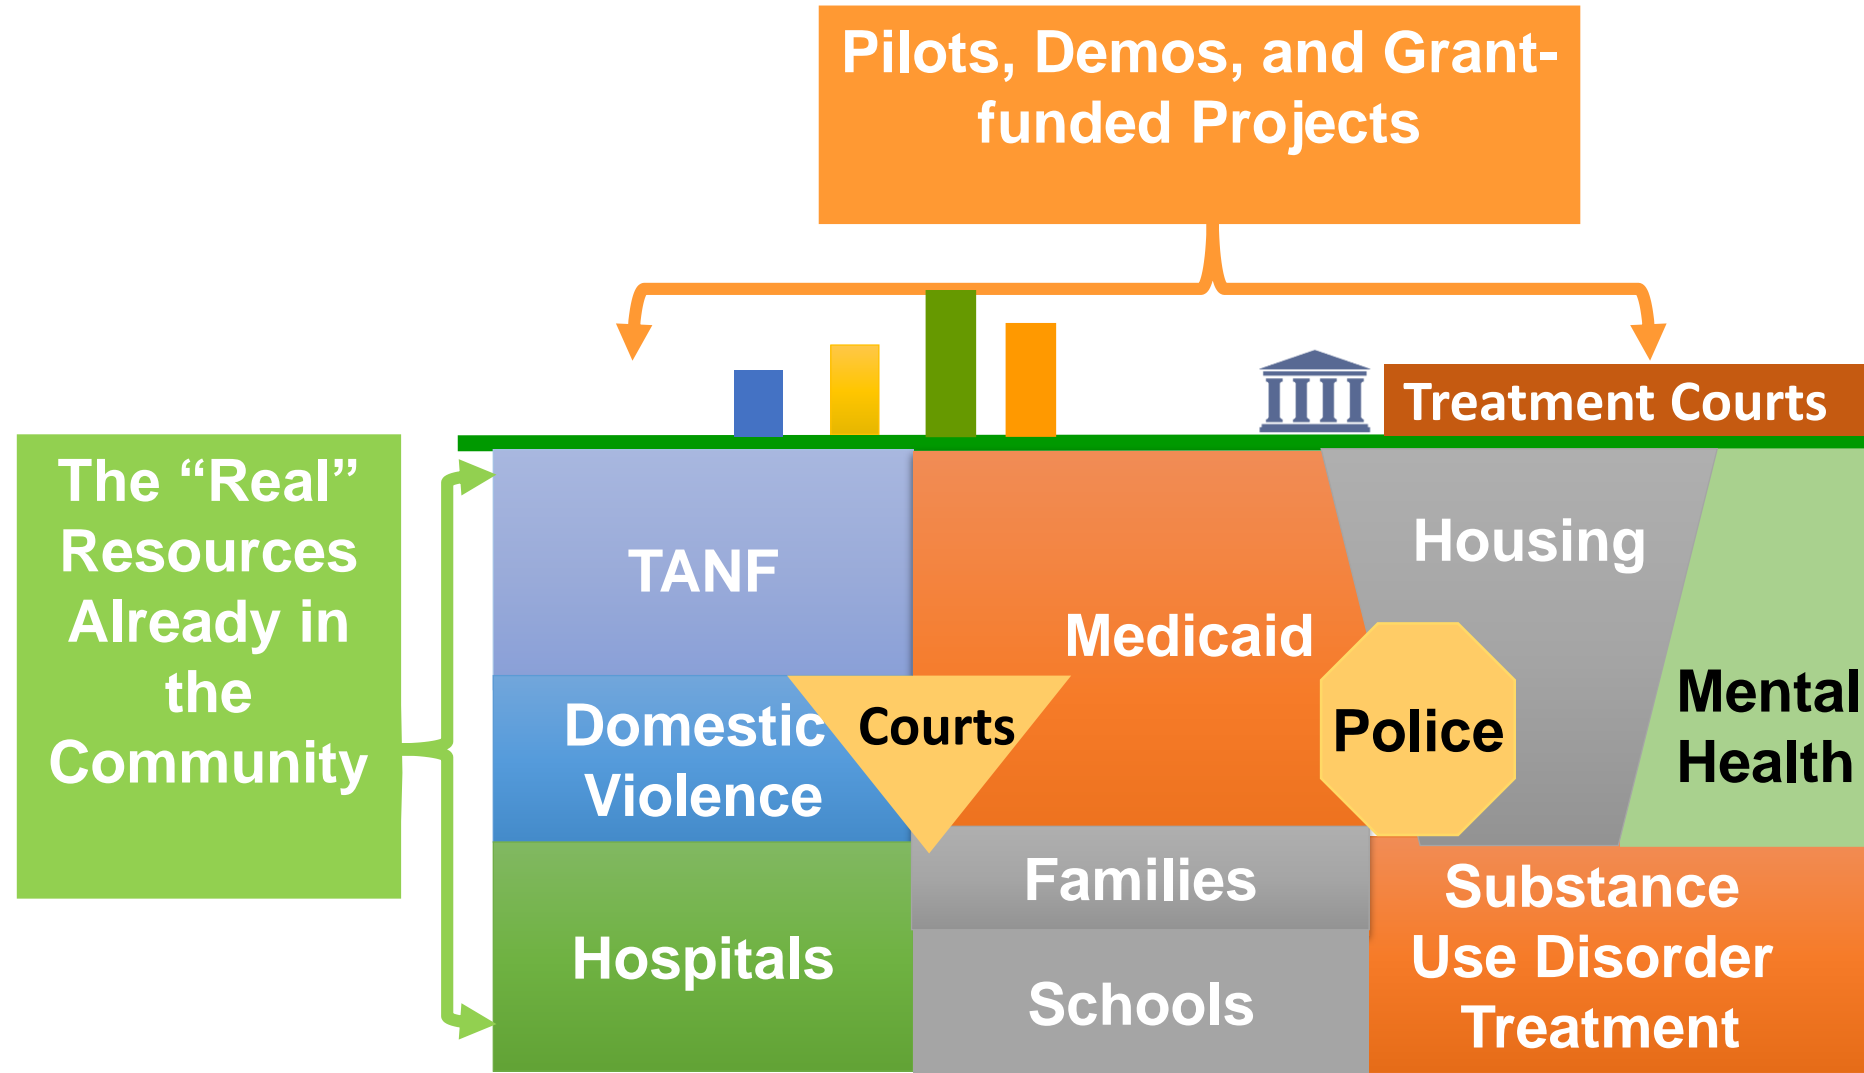 Pilots, Demos, and Grant-
funded Projects
Treatment Courts
The “Real”
Resources
Already in
the
Community
TANF
Housing
Medicaid
Mental
Health
Domestic
Violence
Courts
Police
Families
Hospitals
Schools
Substance
Use Disorder
Treatment